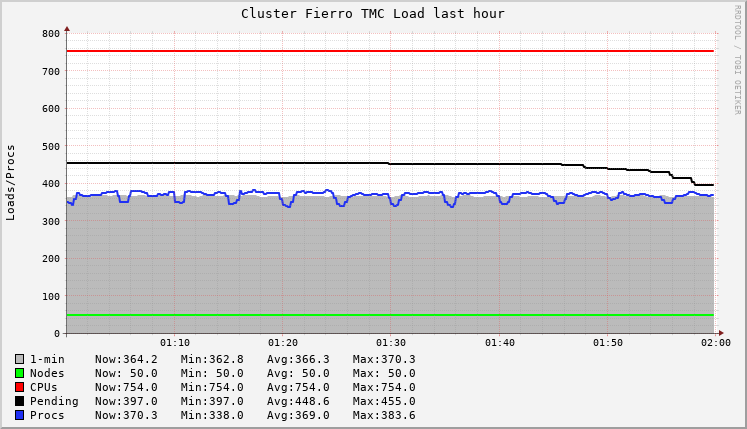 Cluster Fierro TMC Load last hour
RRDTOOL / TOBI OETIKER
Loads/Procs
800
700
600
500
400
300
200
100
0
01:10 01:20 01:30 01:40 01:50 02:00
1-min Now:364.2 Min:362.8 Avg:366.3 Max:370.3
Nodes Now: 50.0 Min: 50.0 Avg: 50.0 Max: 50.0
CPUs Now:754.0 Min:754.0 Avg:754.0 Max:754.0
Pending Now:397.0 Min:397.0 Avg:448.6 Max:455.0
Procs Now:370.3 Min:338.0 Avg:369.0 Max:383.6